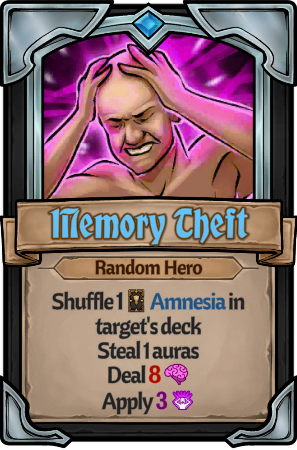 Memory Theft
Random Hero
Shuffle 1 Amnesia in
target's deck
Steal 1 auras
Deal 8
Apply 3